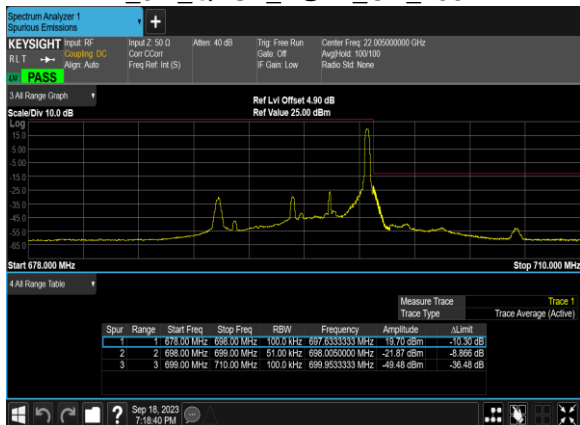 Spectrum Analyzer 1
Spurious Emissions
+
KEYSIGHT Input: RF Input Z: 50 Ω Atten: 40 dB Trig: Free Run Center Freq: 22.005000000 GHz
RLT Coupling: DC Corr CCorr Gate: Off Avg|Hold: 100/100
Align: Auto Freq Ref: Int (S) IF Gain: Low Radio Std: None
PASS
3 All Range Graph
Ref Lvl Offset 4.90 dB
Scale/Div 10.0 dB Ref Value 25.00 dBm
Log
15.0
5.00
-5.00
-15.0
-25.0
-35.0
-45.0
-55.0
-65.0
Start 678.000 MHz Stop 710.000 MHz
4 All Range Table
Measure Trace Trace 1
Trace Type Trace Average (Active)
Spur Range Start Freq Stop Freq RBW Frequency Amplitude ΔLimit
1 1 678.00 MHz 698.00 MHz 100.0 kHz 697.6333333 MHz 19.70 dBm -10.30 dB
2 2 698.00 MHz 699.00 MHz 51.00 kHz 698.0050000 MHz -21.87 dBm -8.866 dB
3 3 699.00 MHz 710.00 MHz 100.0 kHz 699.9533333 MHz -49.48 dBm -36.48 dB
? Sep 18, 2023
7:18:40 PM